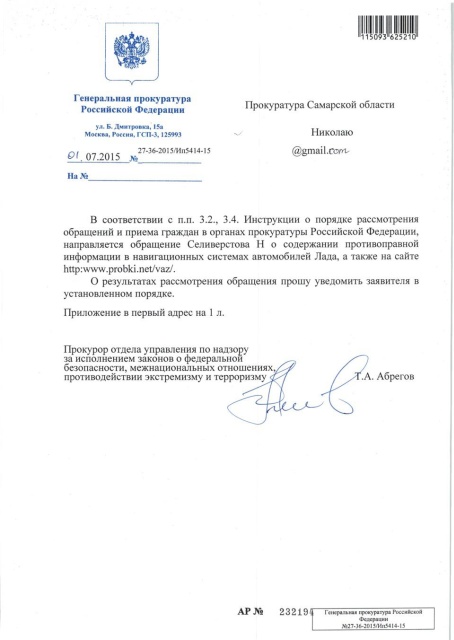 115093 625210
Генеральная прокуратура
Российской Федерации
ул. Б. Дмитровка, 15а
Москва, Россия, ГСП-3, 125993
01. 07.2015 № 27-36-2015/Ип5414-15
На №
Прокуратура Самарской области
Николаю
@gmail.com
В соответствии с п.п. 3.2., 3.4. Инструкции о порядке рассмотрения
обращений и приема граждан в органах прокуратуры Российской Федерации,
направляется обращение Селиверстова Н о содержании противоправной
информации в навигационных системах автомобилей Лада, а также на сайте
http:www.probki.net/vaz/.
О результатах рассмотрения обращения прошу уведомить заявителя в
установленном порядке.
Приложение в первый адрес на 1 л.
Прокурор отдела управления по надзору
за исполнением законов о федеральной
безопасности, межнациональных отношениях,
противодействии экстремизму и терроризму
Т.А. Абрегов
АР № 232194
Генеральная прокуратура Российской
Федерации
№27-36-2015/Ип5414-15